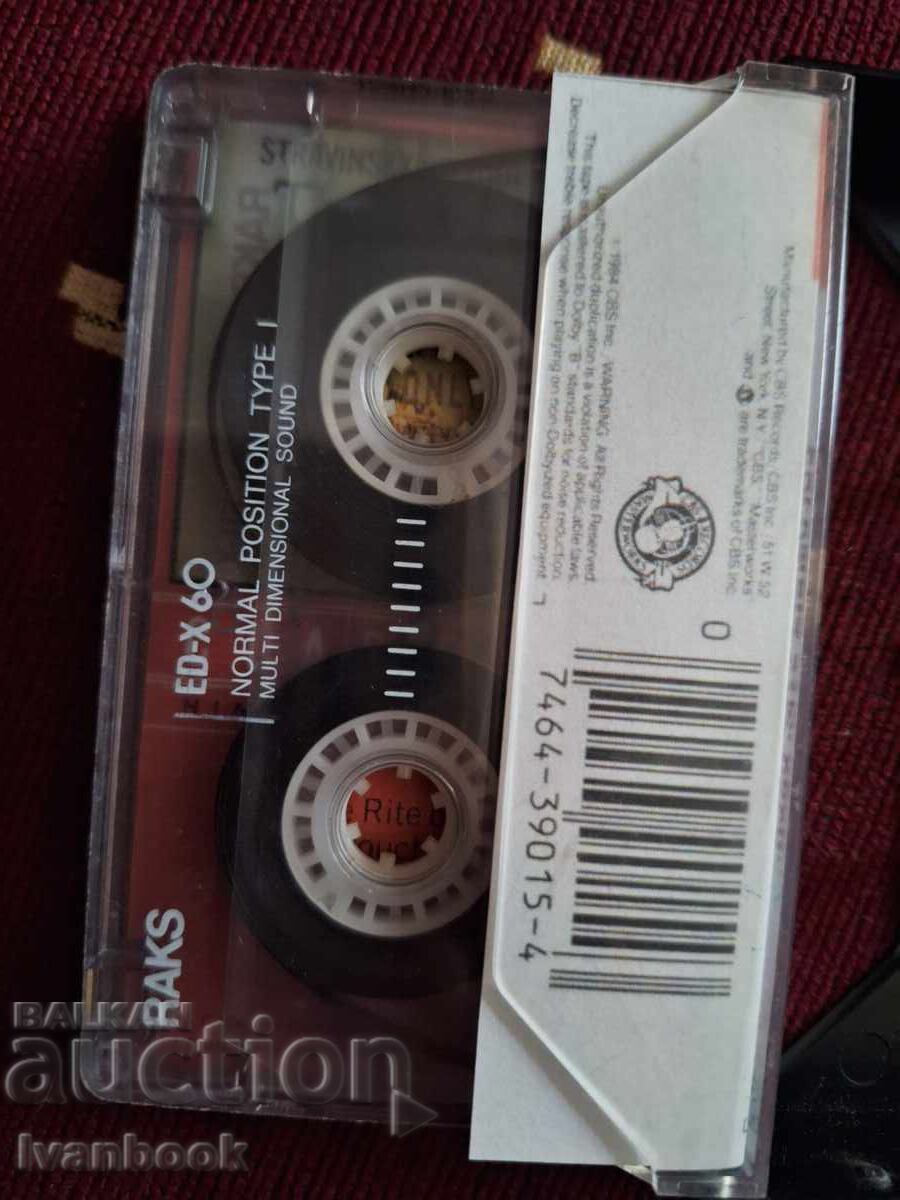 STRAVINSKY
RAKS
ED-X 60
NORMAL POSITION TYPE I
MULTI DIMENSIONAL SOUND
Rite
Manufactured by CBS Records, CBS Inc., 51 W 52
Street, New York, N.Y. "CBS," "Masterworks"
and are trademarks of CBS Inc.
1984 CBS Inc. WARNING: All Rights Reserved.
Unauthorized duplication is a violation of applicable laws.
This tape encoded to Dolby "B" standards for noise reduction.
Decrease treble when playing on non Dolbyized equipment.
0
7464-39015-4
BALKAN
auction
Ivanbook